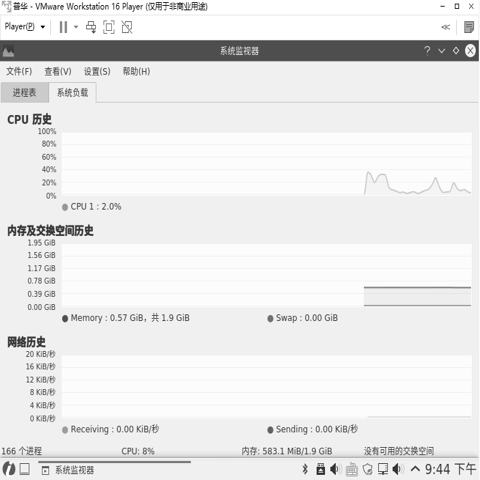 普华 - VMware Workstation 16 Player (仅用于非商业用途)
Player(P)
系统监视器
文件(F) 查看(V) 设置(S) 帮助(H)
进程表 系统负载
CPU 历史
100%
80%
60%
40%
20%
0%
CPU 1 : 2.0%
内存及交换空间历史
1.95 GiB
1.56 GiB
1.17 GiB
0.78 GiB
0.39 GiB
0.00 GiB
Memory : 0.57 GiB，共 1.9 GiB Swap : 0.00 GiB
网络历史
20 KiB/秒
16 KiB/秒
12 KiB/秒
8 KiB/秒
4 KiB/秒
0 KiB/秒
Receiving : 0.00 KiB/秒 Sending : 0.00 KiB/秒
166 个进程 CPU: 8% 内存: 583.1 MiB/1.9 GiB 没有可用的交换空间
系统监视器 9:44 下午